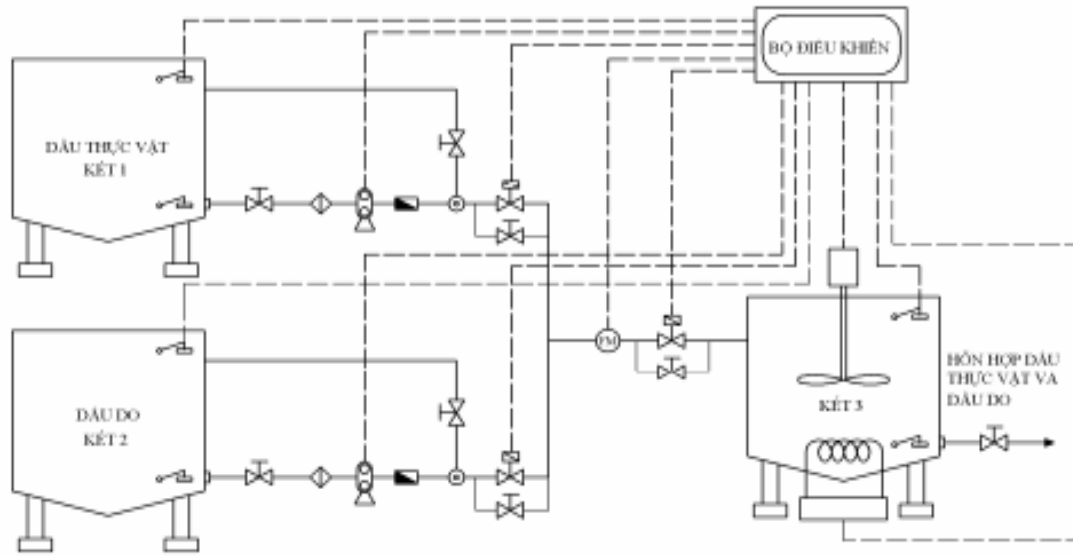 BỘ ĐIỀU KHIỂN
DẦU THỰC VẬT
KÉT 1
DẦU DO
KÉT 2
FM
KÉT 3
HỖN HỢP DẦU
THỰC VẬT VA
DẦU DO